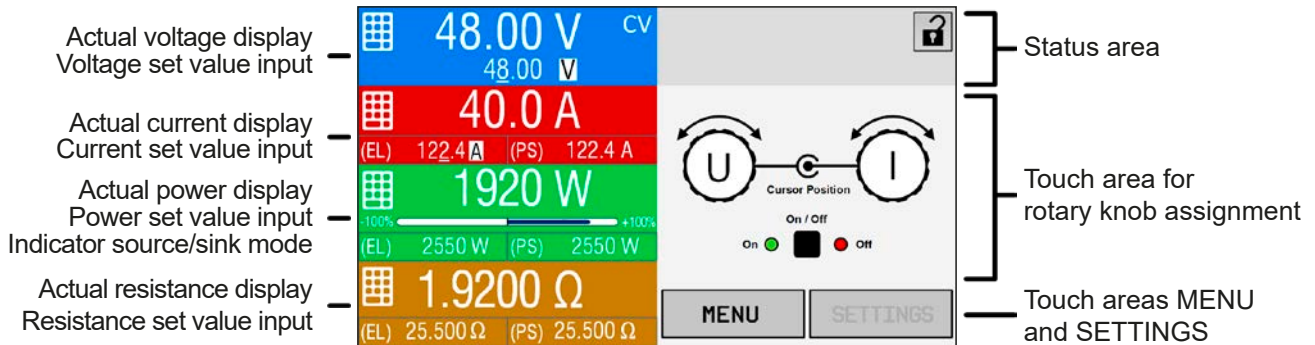 Actual voltage display
Voltage set value input
Actual current display
Current set value input
Actual power display
Power set value input
Indicator source/sink mode
Actual resistance display
Resistance set value input
48.00 V CV
48.00 V
40.0 A
(EL) 122.4 A (PS) 122.4 A
1920 W
-100% +100%
(EL) 2550 W (PS) 2550 W
1.9200 Ω
(EL) 25.500 Ω (PS) 25.500 Ω
U I
Cursor Position
On / Off
On Off
MENU SETTINGS
Status area
Touch area for
rotary knob assignment
Touch areas MENU
and SETTINGS